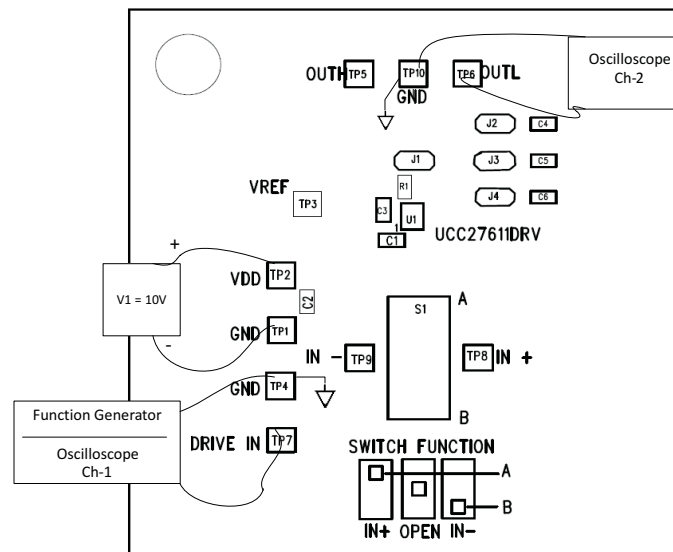 OUTH TP5 TP10 TP6 OUTL
GND
Oscilloscope
Ch-2
J2 C4
J1 J3 C5
R1
VREF TP3
J4 C6
C3 U1
1
C1
UCC27611DRV
+
V1 = 10V
-
VDD TP2
C2
GND TP1
S1
A
IN - TP9 TP8 IN +
B
GND TP4
Function Generator
Oscilloscope
Ch-1
DRIVE IN TP7
SWITCH FUNCTION
A
B
IN+ OPEN IN-